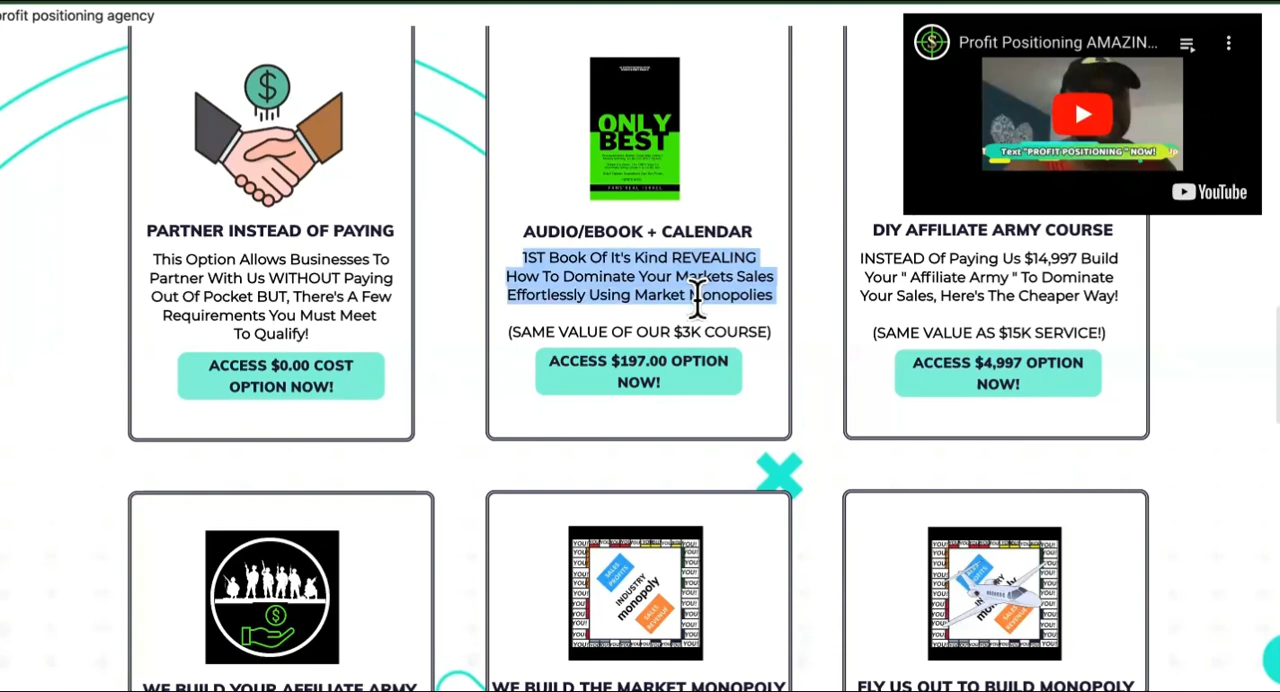 profit positioning agency
Profit Positioning AMAZIN...
Text "PROFIT POSITIONING" NOW!
YouTube
ONLY
BEST
PARTNER INSTEAD OF PAYING
This Option Allows Businesses To
Partner With Us WITHOUT Paying
Out Of Pocket BUT, There's A Few
Requirements You Must Meet
To Qualify!
ACCESS $0.00 COST
OPTION NOW!
AUDIO/EBOOK + CALENDAR
1ST Book Of It's Kind REVEALING
How To Dominate Your Markets Sales
Effortlessly Using Market Monopolies
(SAME VALUE OF OUR $3K COURSE)
ACCESS $197.00 OPTION
NOW!
DIY AFFILIATE ARMY COURSE
INSTEAD Of Paying Us $14,997 Build
Your " Affiliate Army " To Dominate
Your Sales, Here's The Cheaper Way!
(SAME VALUE AS $15K SERVICE!)
ACCESS $4,997 OPTION
NOW!
SALES
PROFITS
INDUSTRY
monopoly
SALES
REVENUE
WE BUILD YOUR AFFILIATE ARMY
WE BUILD THE MARKET MONOPOLY
FLY US OUT TO BUILD MONOPOLY